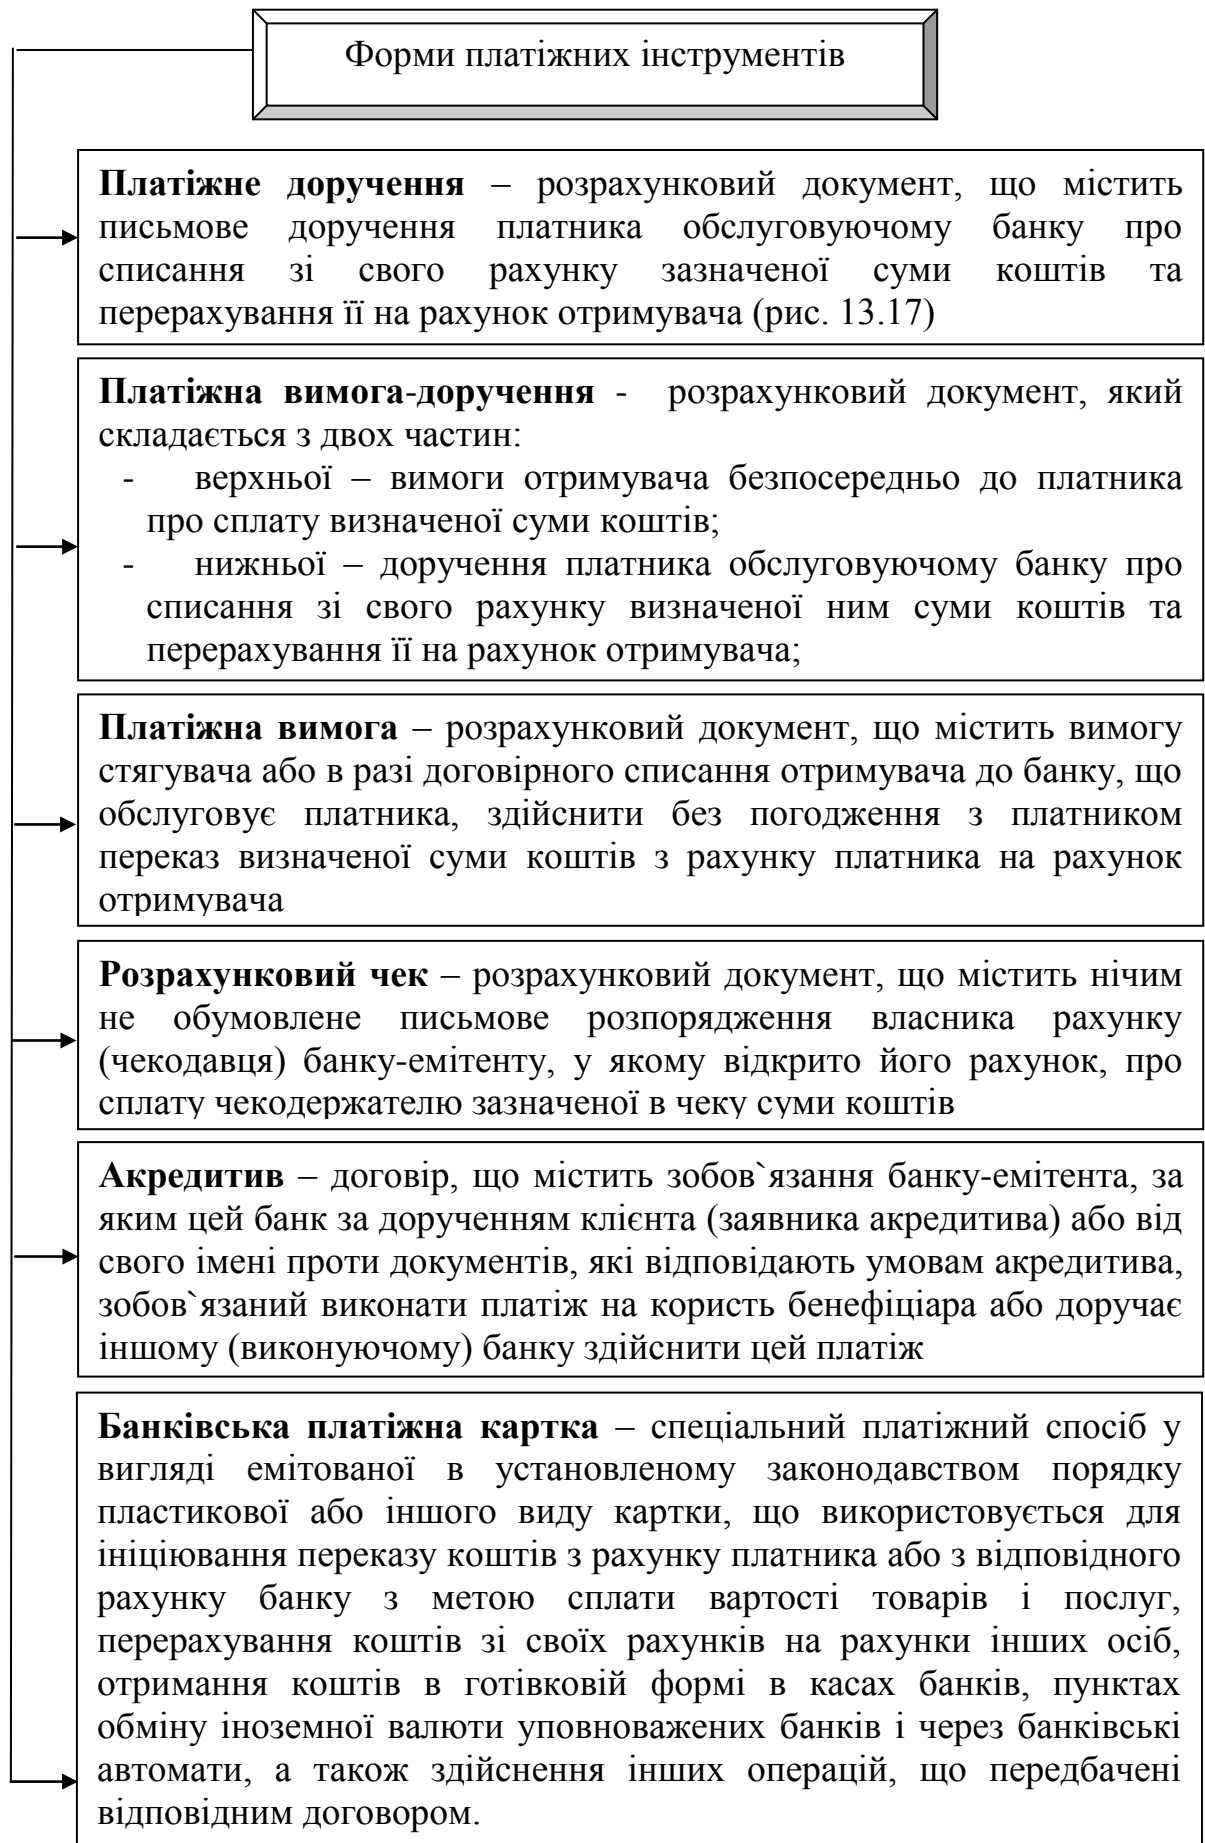 Форми платіжних інструментів
Платіжне доручення – розрахунковий документ, що містить
письмове доручення платника обслуговуючому банку про
списання зі свого рахунку зазначеної суми коштів та
перерахування її на рахунок отримувача (рис. 13.17)
Платіжна вимога-доручення - розрахунковий документ, який
складається з двох частин:
- верхньої – вимоги отримувача безпосередньо до платника
про сплату визначеної суми коштів;
- нижньої – доручення платника обслуговуючому банку про
списання зі свого рахунку визначеної ним суми коштів та
перерахування її на рахунок отримувача;
Платіжна вимога – розрахунковий документ, що містить вимогу
стягувача або в разі договірного списання отримувача до банку, що
обслуговує платника, здійснити без погодження з платником
переказ визначеної суми коштів з рахунку платника на рахунок
отримувача
Розрахунковий чек – розрахунковий документ, що містить нічим
не обумовлене письмове розпорядження власника рахунку
(чекодавця) банку-емітенту, у якому відкрито його рахунок, про
сплату чекодержателю зазначеної в чеку суми коштів
Акредитив – договір, що містить зобов`язання банку-емітента, за
яким цей банк за дорученням клієнта (заявника акредитива) або від
свого імені проти документів, які відповідають умовам акредитива,
зобов`язаний виконати платіж на користь бенефіціара або доручає
іншому (виконуючому) банку здійснити цей платіж
Банківська платіжна картка – спеціальний платіжний спосіб у
вигляді емітованої в установленому законодавством порядку
пластикової або іншого виду картки, що використовується для
ініціювання переказу коштів з рахунку платника або з відповідного
рахунку банку з метою сплати вартості товарів і послуг,
перерахування коштів зі своїх рахунків на рахунки інших осіб,
отримання коштів в готівковій формі в касах банків, пунктах
обміну іноземної валюти уповноважених банків і через банківські
автомати, а також здійснення інших операцій, що передбачені
відповідним договором.